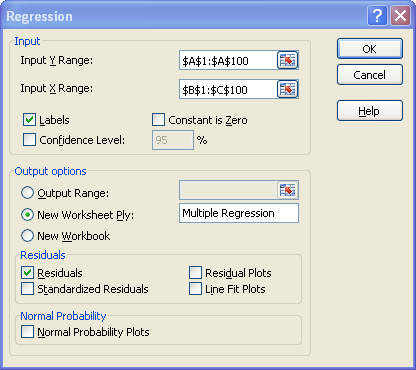 Regression
Input
Input Y Range: $A$1:$A$100
OK
Input X Range: $B$1:$C$100
Cancel
Labels Constant is Zero
Help
Confidence Level: 95 %
Output options
Output Range:
New Worksheet Ply: Multiple Regression
New Workbook
Residuals
Residuals Residual Plots
Standardized Residuals Line Fit Plots
Normal Probability
Normal Probability Plots